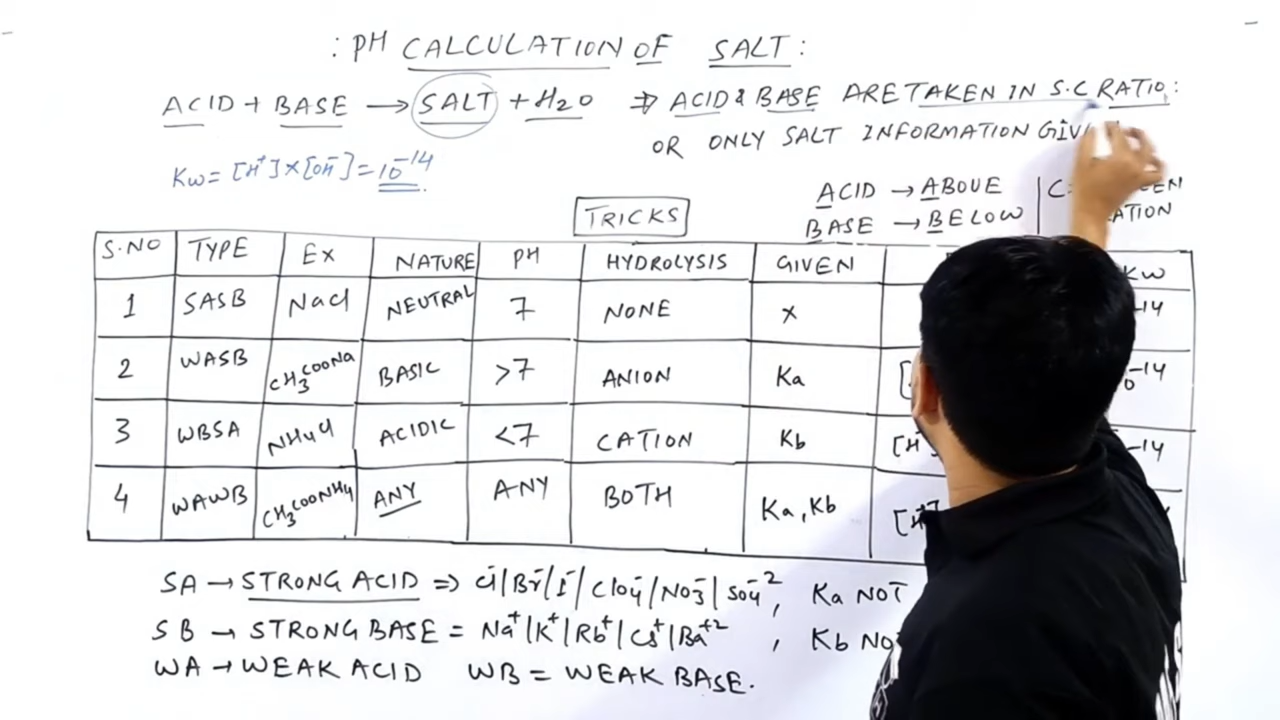 : PH CALCULATION OF SALT :
ACID + BASE → SALT + H2O ⇒ ACID & BASE ARE TAKEN IN S.C RATIO :
OR ONLY SALT INFORMATION
Kw = [H⁺] × [OH⁻] = 10⁻¹⁴
TRICKS
ACID → ABOVE
BASE → BELOW
S.NO TYPE EX NATURE PH HYDROLYSIS GIVEN KW
1 SASB NaCl NEUTRAL 7 NONE × -14
2 WASB CH3COONa BASIC >7 ANION Ka -14
3 WBSA NH4Cl ACIDIC <7 CATION Kb [H⁺] -14
4 WAWB CH3COONH4 ANY ANY BOTH Ka, Kb [H⁺]
SA → STRONG ACID ⇒ Cl⁻ | Br⁻ | I⁻ | ClO4⁻ | NO3⁻ | SO4⁻², Ka NOT
SB → STRONG BASE = Na⁺ | K⁺ | Rb⁺ | Cs⁺ | Ba⁺² , Kb
WA → WEAK ACID WB = WEAK BASE.